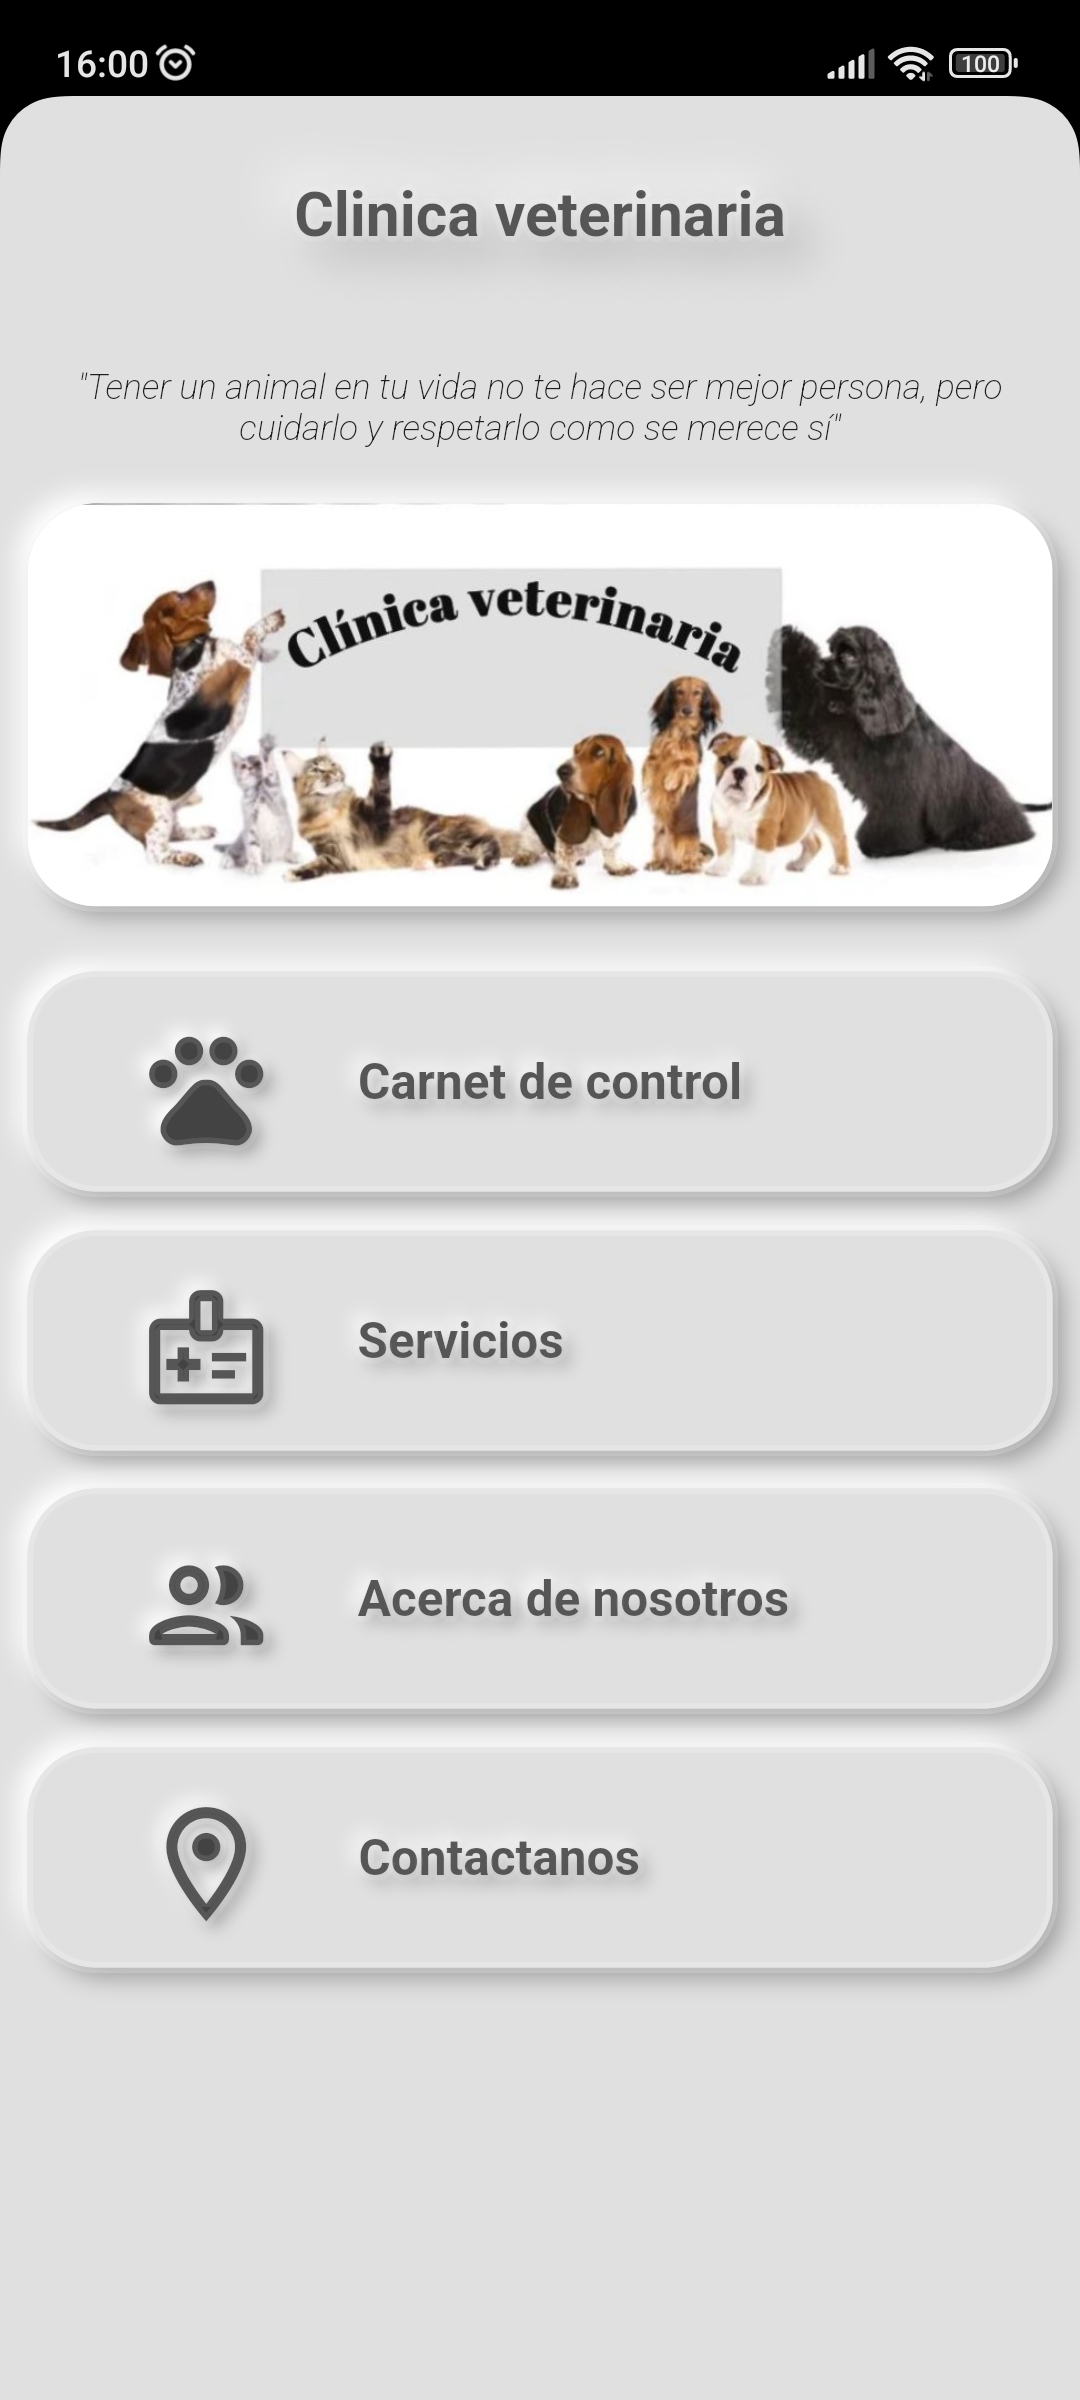 16:00
100
Clinica veterinaria
"Tener un animal en tu vida no te hace ser mejor persona, pero
cuidarlo y respetarlo como se merece sí"
Clínica veterinaria
Carnet de control
Servicios
Acerca de nosotros
Contactanos